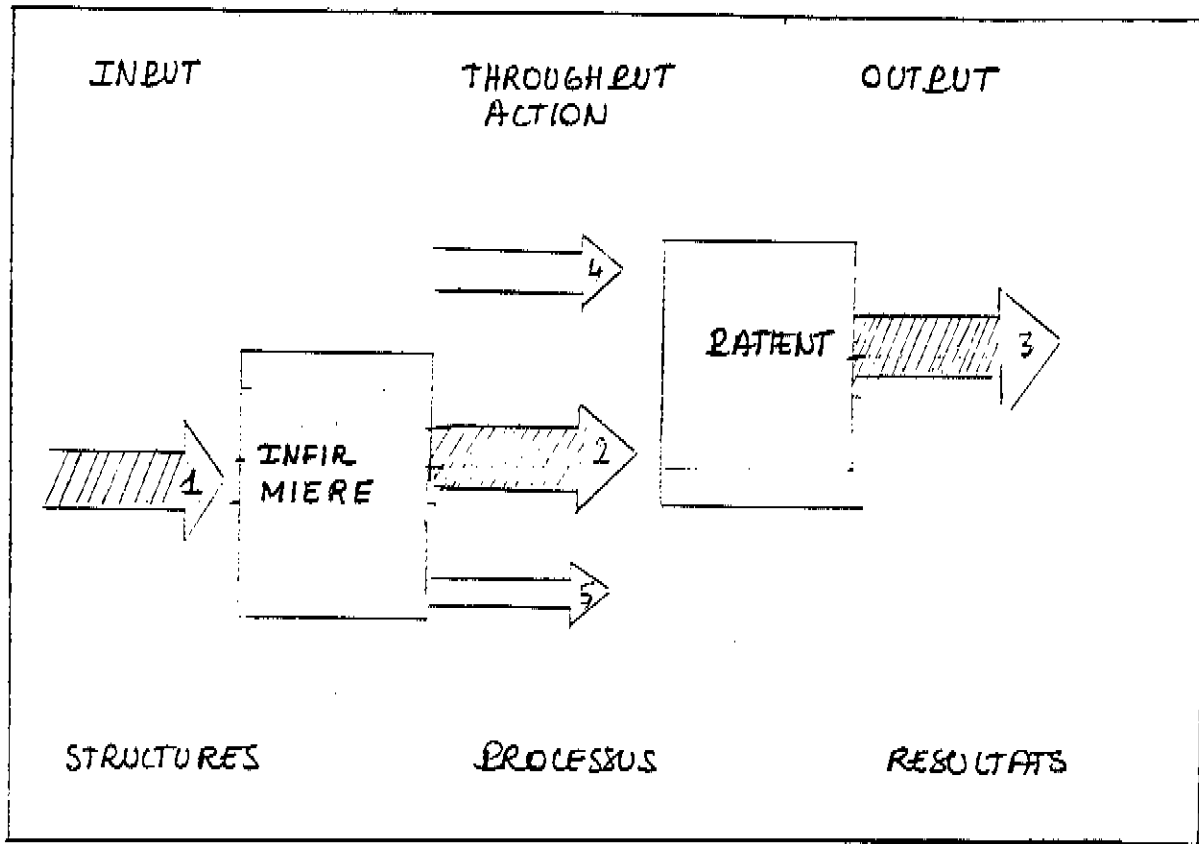 INPUT
THROUGHPUT
ACTION
OUTPUT
4
PATIENT
3
1
INFIR
MIERE
2
5
STRUCTURES
PROCESSUS
RESULTATS